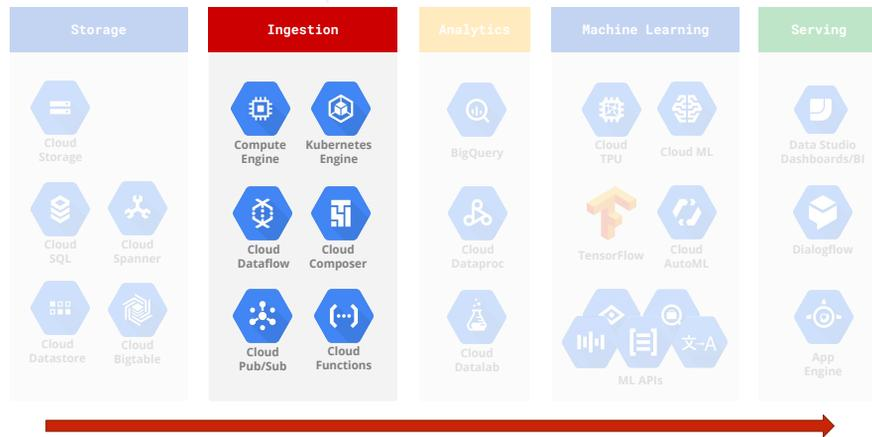 Storage
Ingestion
Analytics
Machine Learning
Serving
Cloud
Storage
Cloud
SQL
Cloud
Spanner
Cloud
Datastore
Cloud
Bigtable
Compute
Engine
Kubernetes
Engine
Cloud
Dataflow
Cloud
Composer
Cloud
Pub/Sub
Cloud
Functions
BigQuery
Cloud
Dataproc
Cloud
Datalab
Cloud
TPU
Cloud ML
TensorFlow
Cloud
AutoML
文→A
ML APIs
Data Studio
Dashboards/BI
Dialogflow
App
Engine